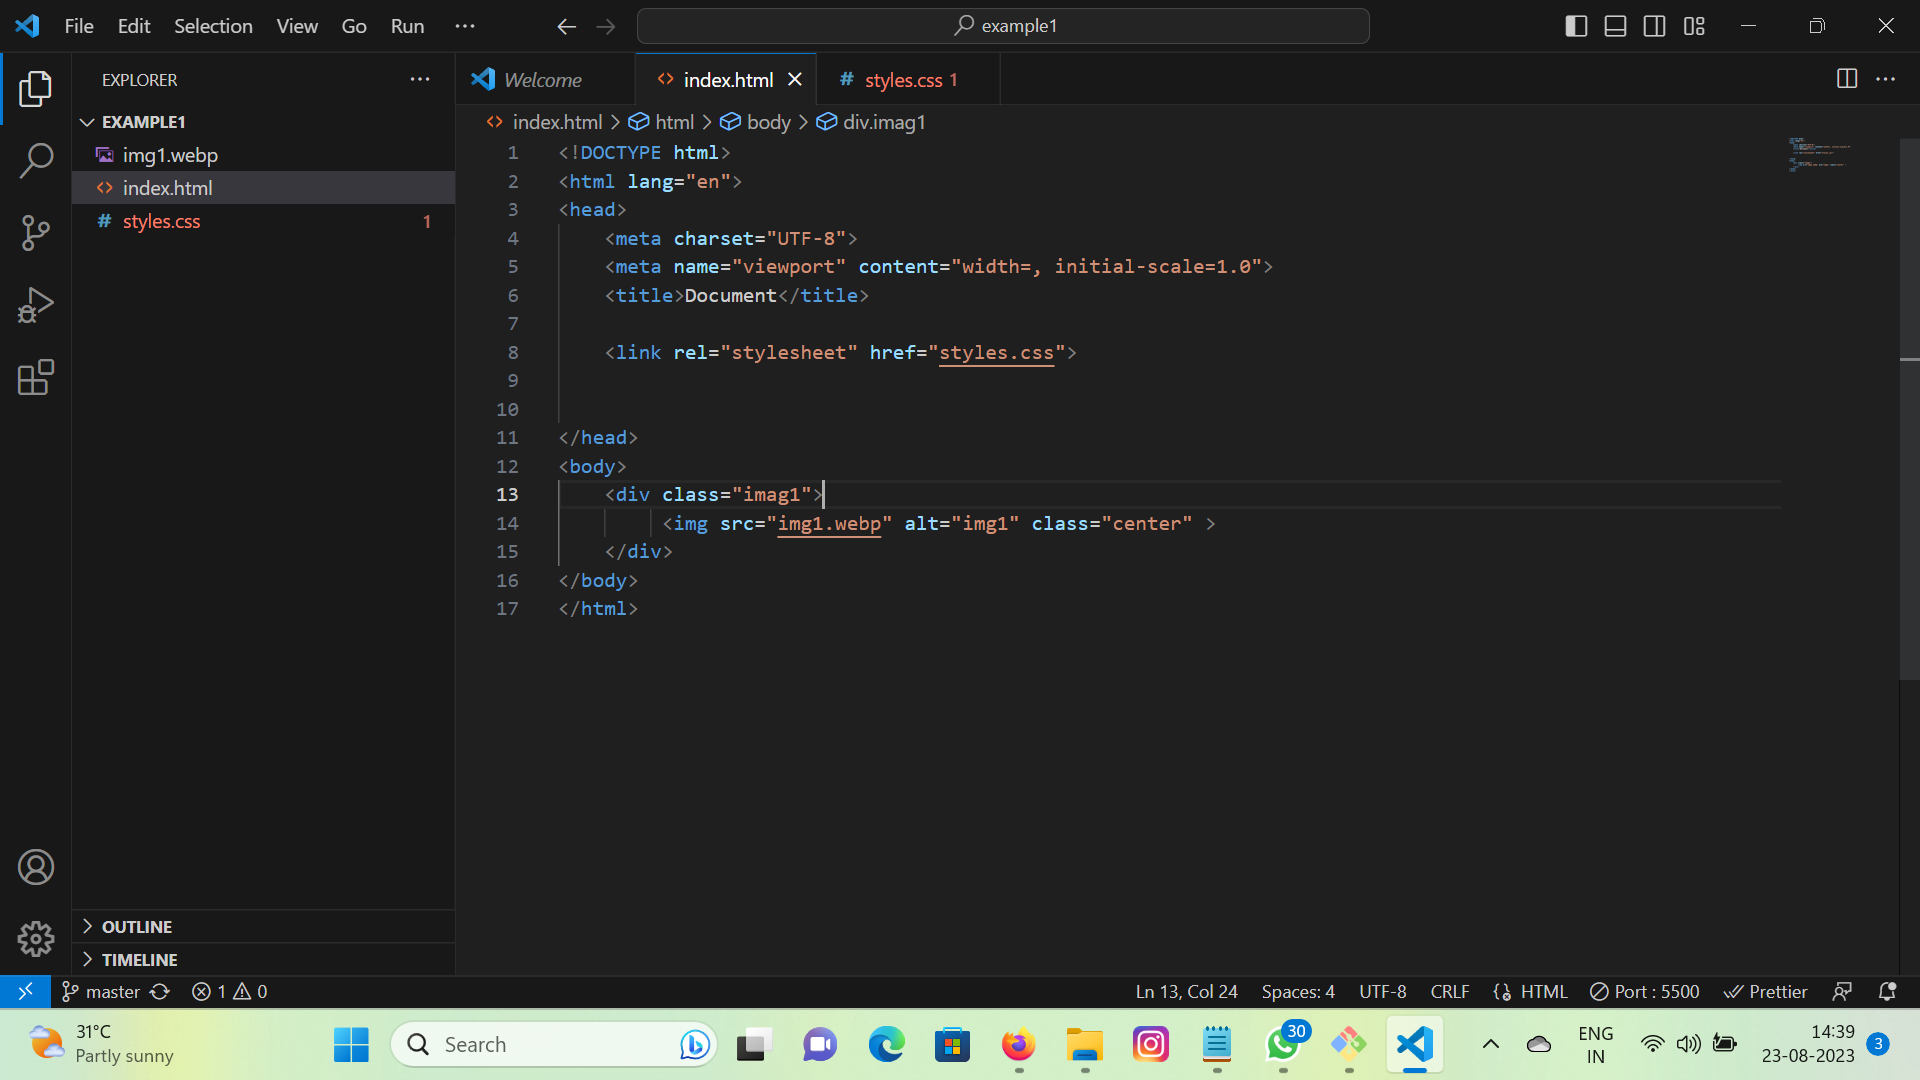 File Edit Selection View Go Run ··· example1
EXPLORER ···
Welcome index.html styles.css 1
EXAMPLE1
img1.webp
index.html
styles.css 1
index.html > html > body > div.imag1
1 <!DOCTYPE html>
2 <html lang="en">
3 <head>
4 <meta charset="UTF-8">
5 <meta name="viewport" content="width=, initial-scale=1.0">
6 <title>Document</title>
7
8 <link rel="stylesheet" href="styles.css">
9
10
11 </head>
12 <body>
13 <div class="imag1">
14 <img src="img1.webp" alt="img1" class="center" >
15 </div>
16 </body>
17 </html>
OUTLINE
TIMELINE
master 1 0 Ln 13, Col 24 Spaces: 4 UTF-8 CRLF HTML Port : 5500 Prettier
31°C
Partly sunny
Search
30
ENG
IN
14:39
23-08-2023
3